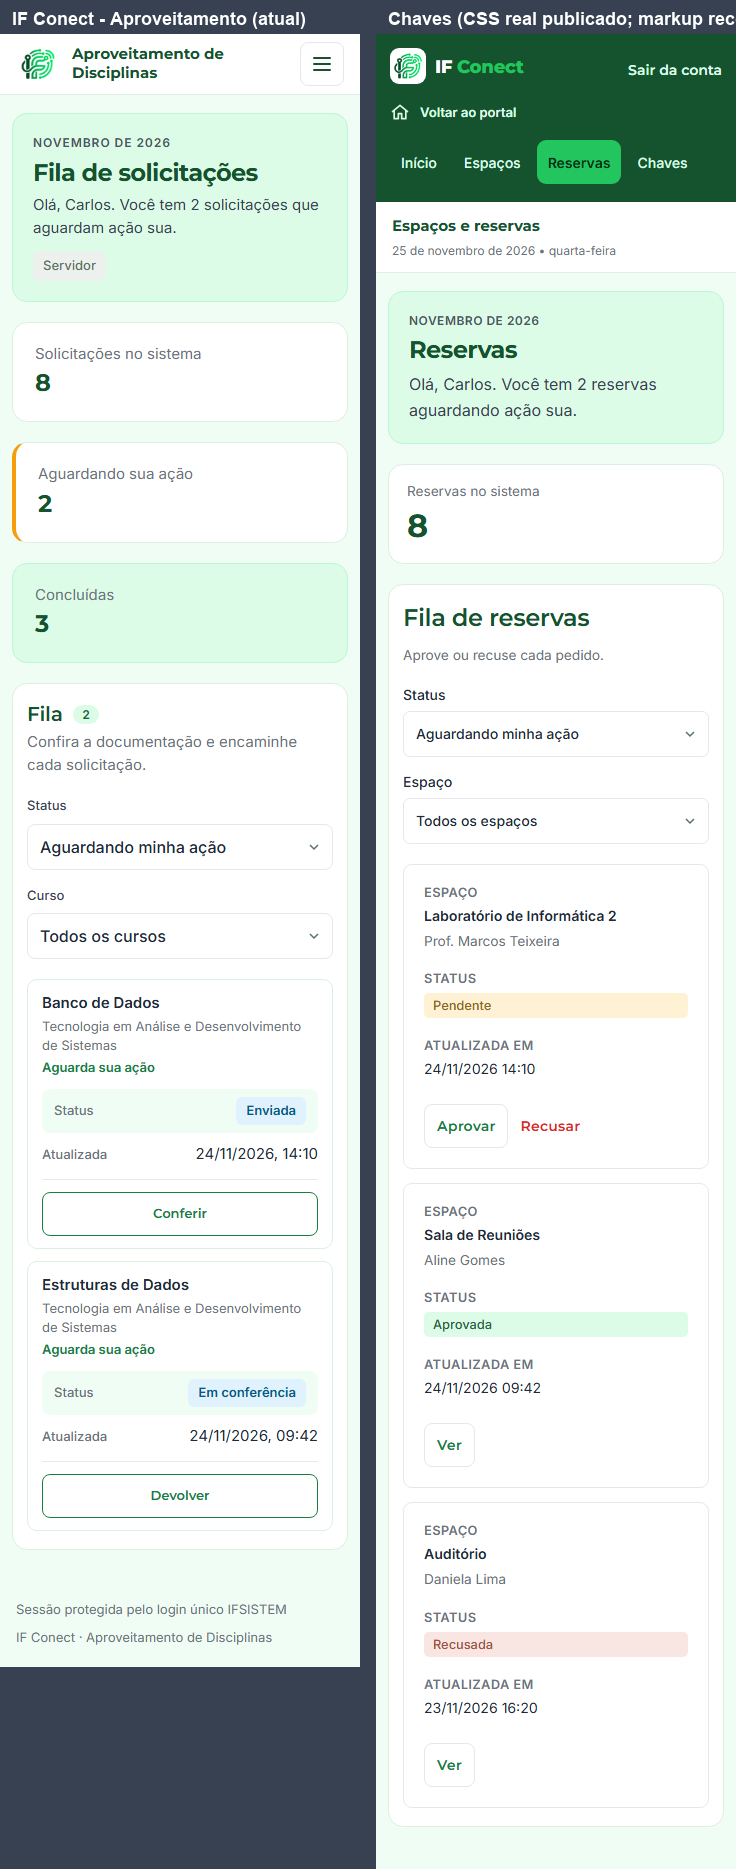 IF Conect - Aproveitamento (atual)
Aproveitamento de
Disciplinas
NOVEMBRO DE 2026
Fila de solicitações
Olá, Carlos. Você tem 2 solicitações que
aguardam ação sua.
Servidor
Solicitações no sistema
8
Aguardando sua ação
2
Concluídas
3
Fila 2
Confira a documentação e encaminhe
cada solicitação.
Status
Aguardando minha ação
Curso
Todos os cursos
Banco de Dados
Tecnologia em Análise e Desenvolvimento
de Sistemas
Aguarda sua ação
Status Enviada
Atualizada 24/11/2026, 14:10
Conferir
Estruturas de Dados
Tecnologia em Análise e Desenvolvimento
de Sistemas
Aguarda sua ação
Status Em conferência
Atualizada 24/11/2026, 09:42
Devolver
Sessão protegida pelo login único IFSISTEM
IF Conect · Aproveitamento de Disciplinas
Chaves (CSS real publicado; markup rec
IF Conect
Sair da conta
Voltar ao portal
Início Espaços Reservas Chaves
Espaços e reservas
25 de novembro de 2026 • quarta-feira
NOVEMBRO DE 2026
Reservas
Olá, Carlos. Você tem 2 reservas
aguardando ação sua.
Reservas no sistema
8
Fila de reservas
Aprove ou recuse cada pedido.
Status
Aguardando minha ação
Espaço
Todos os espaços
ESPAÇO
Laboratório de Informática 2
Prof. Marcos Teixeira
STATUS
Pendente
ATUALIZADA EM
24/11/2026 14:10
Aprovar Recusar
ESPAÇO
Sala de Reuniões
Aline Gomes
STATUS
Aprovada
ATUALIZADA EM
24/11/2026 09:42
Ver
ESPAÇO
Auditório
Daniela Lima
STATUS
Recusada
ATUALIZADA EM
23/11/2026 16:20
Ver